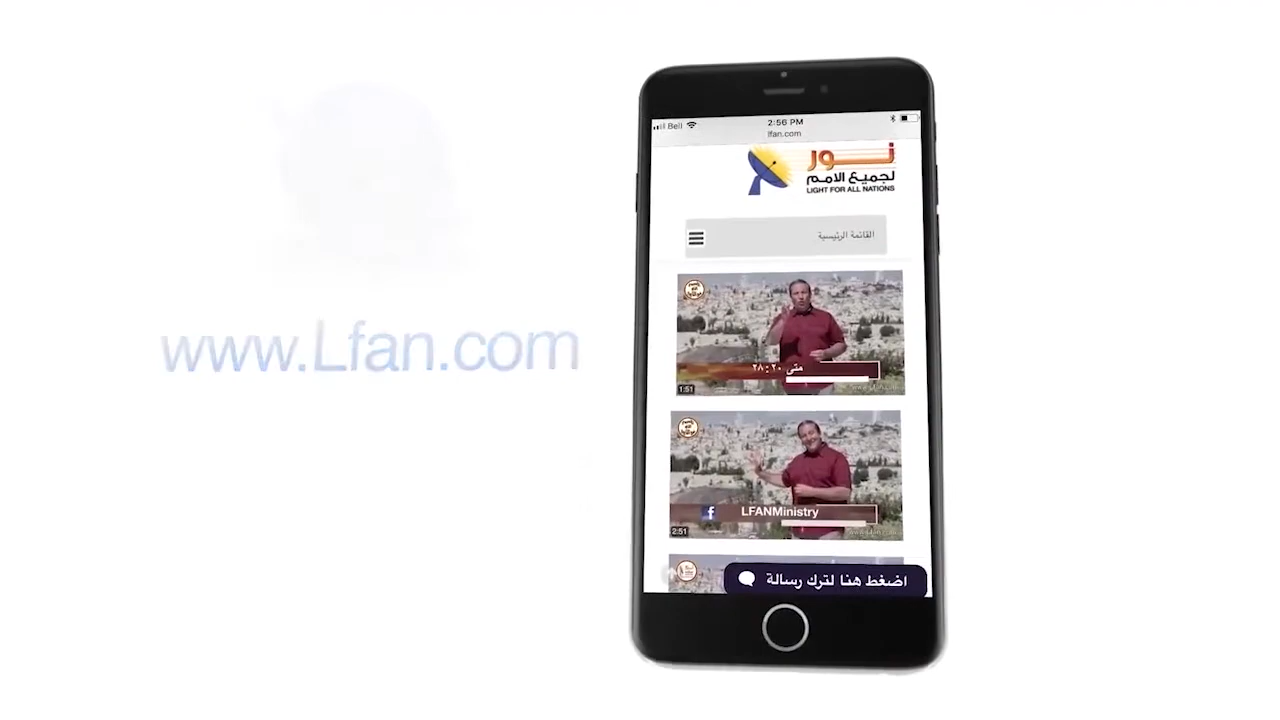 www.Lfan.com
Bell
2:56 PM
lfan.com
نور
لجميع الامم
LIGHT FOR ALL NATIONS
القائمة الرئيسية
متى ٢٠ : ٢٨
1:51
LFANMinistry
2:51
اضغط هنا لترك رسالة